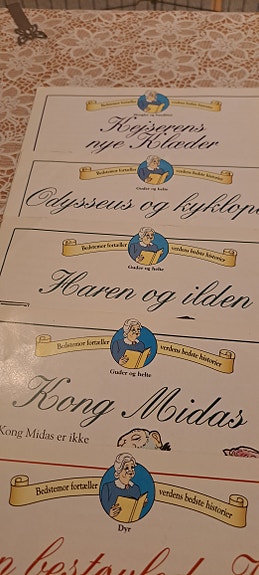 Bedstemor fortæller verdens bedste historier
Kejserens
nye Klæder
Bedstemor fortæller verdens bedste historier
Guder og helte
Odysseus og kyklope
Bedstemor fortæller verdens bedste historier
Guder og helte
Haren og ilden
Bedstemor fortæller verdens bedste historier
Guder og helte
Kong Midas
Kong Midas er ikke
Bedstemor fortæller verdens bedste historier
Dyr